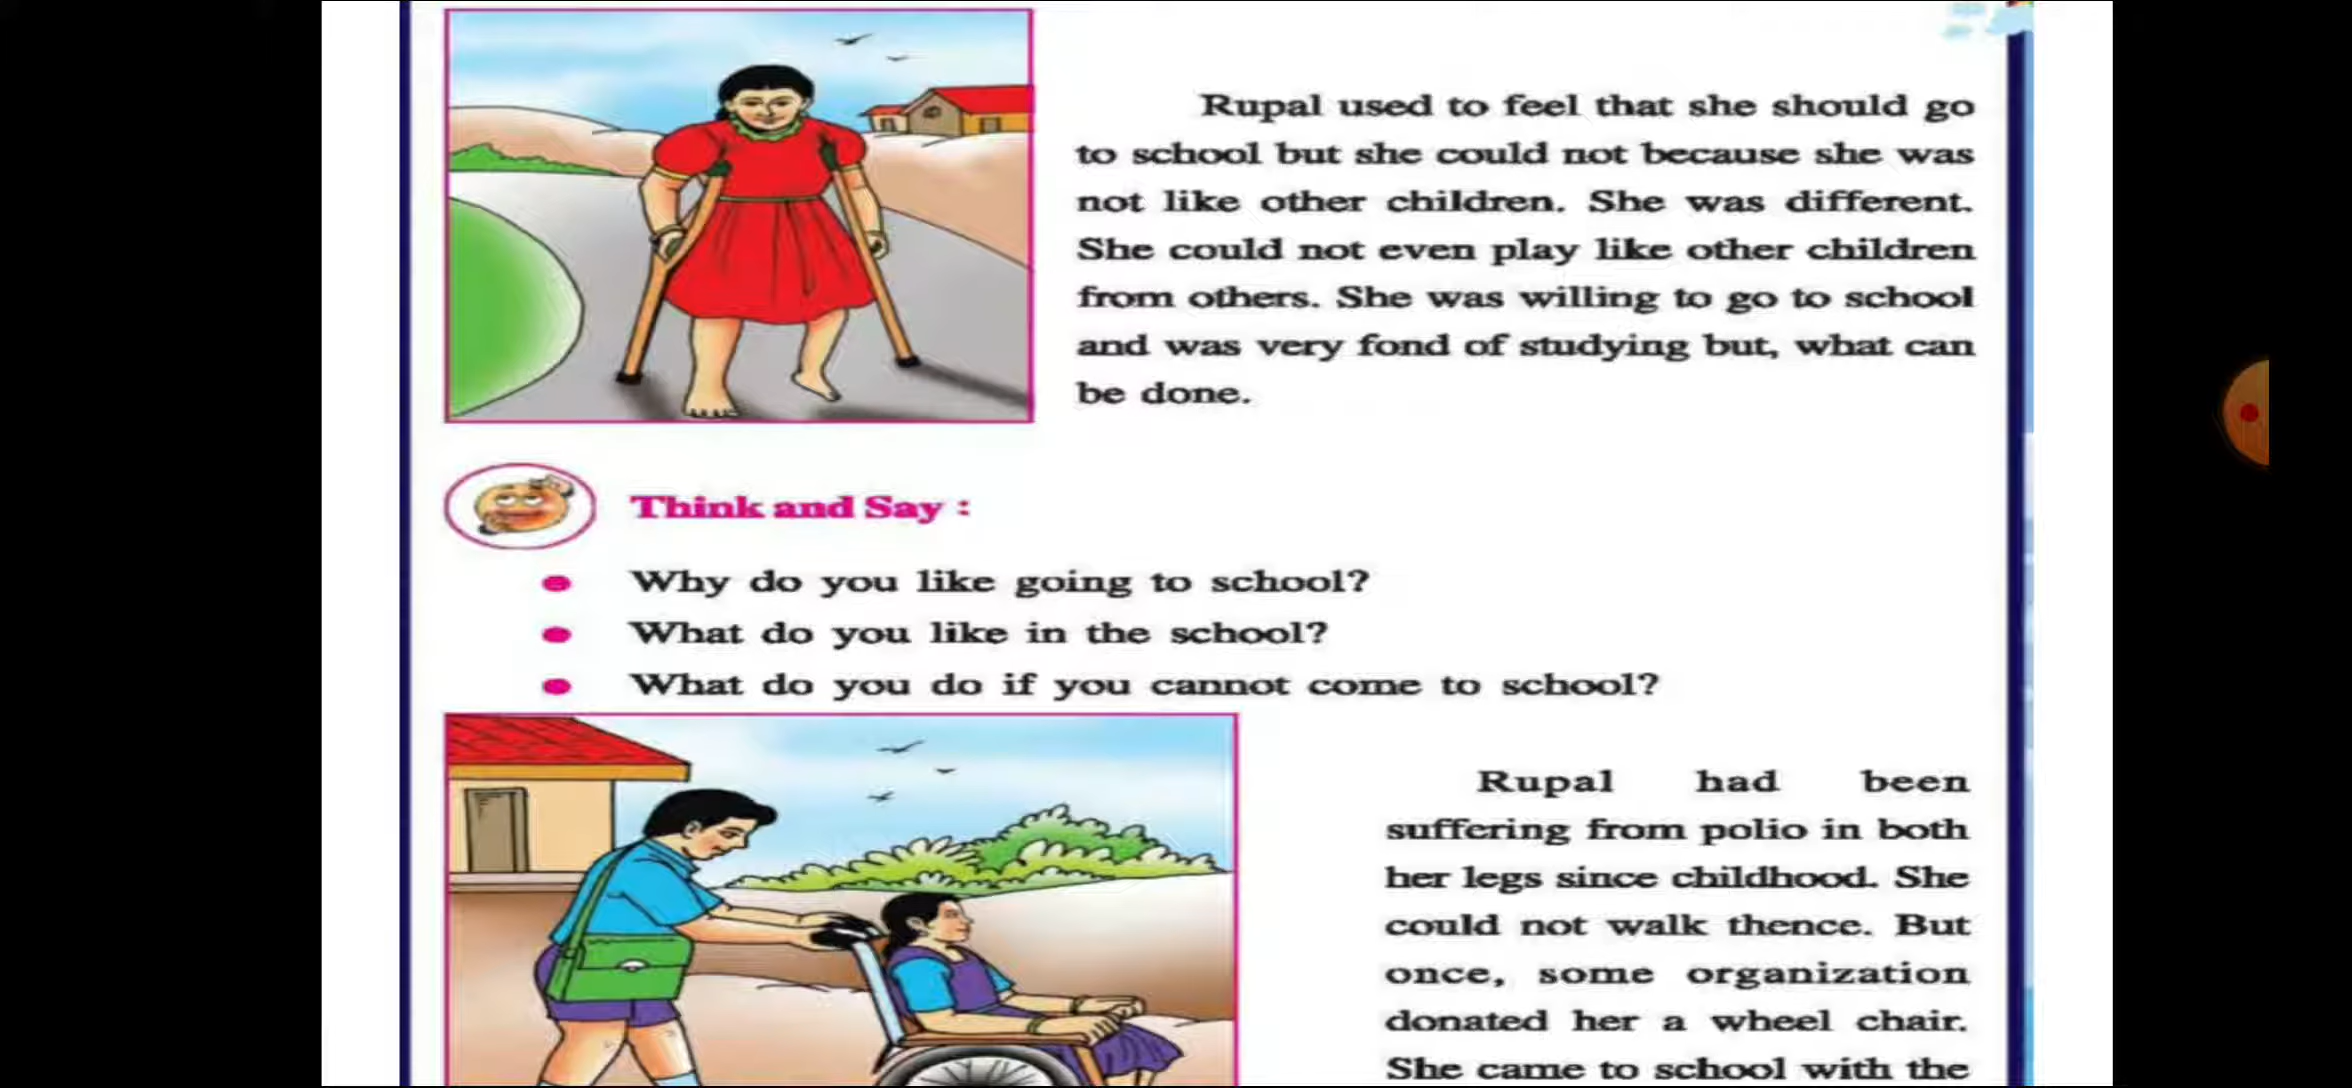 Rupal used to feel that she should go
to school but she could not because she was
not like other children. She was different.
She could not even play like other children
from others. She was willing to go to school
and was very fond of studying but, what can
be done.
Think and Say :
Why do you like going to school?
What do you like in the school?
What do you do if you cannot come to school?
Rupal had been
suffering from polio in both
her legs since childhood. She
could not walk thence. But
once, some organization
donated her a wheel chair.
She came to school with the